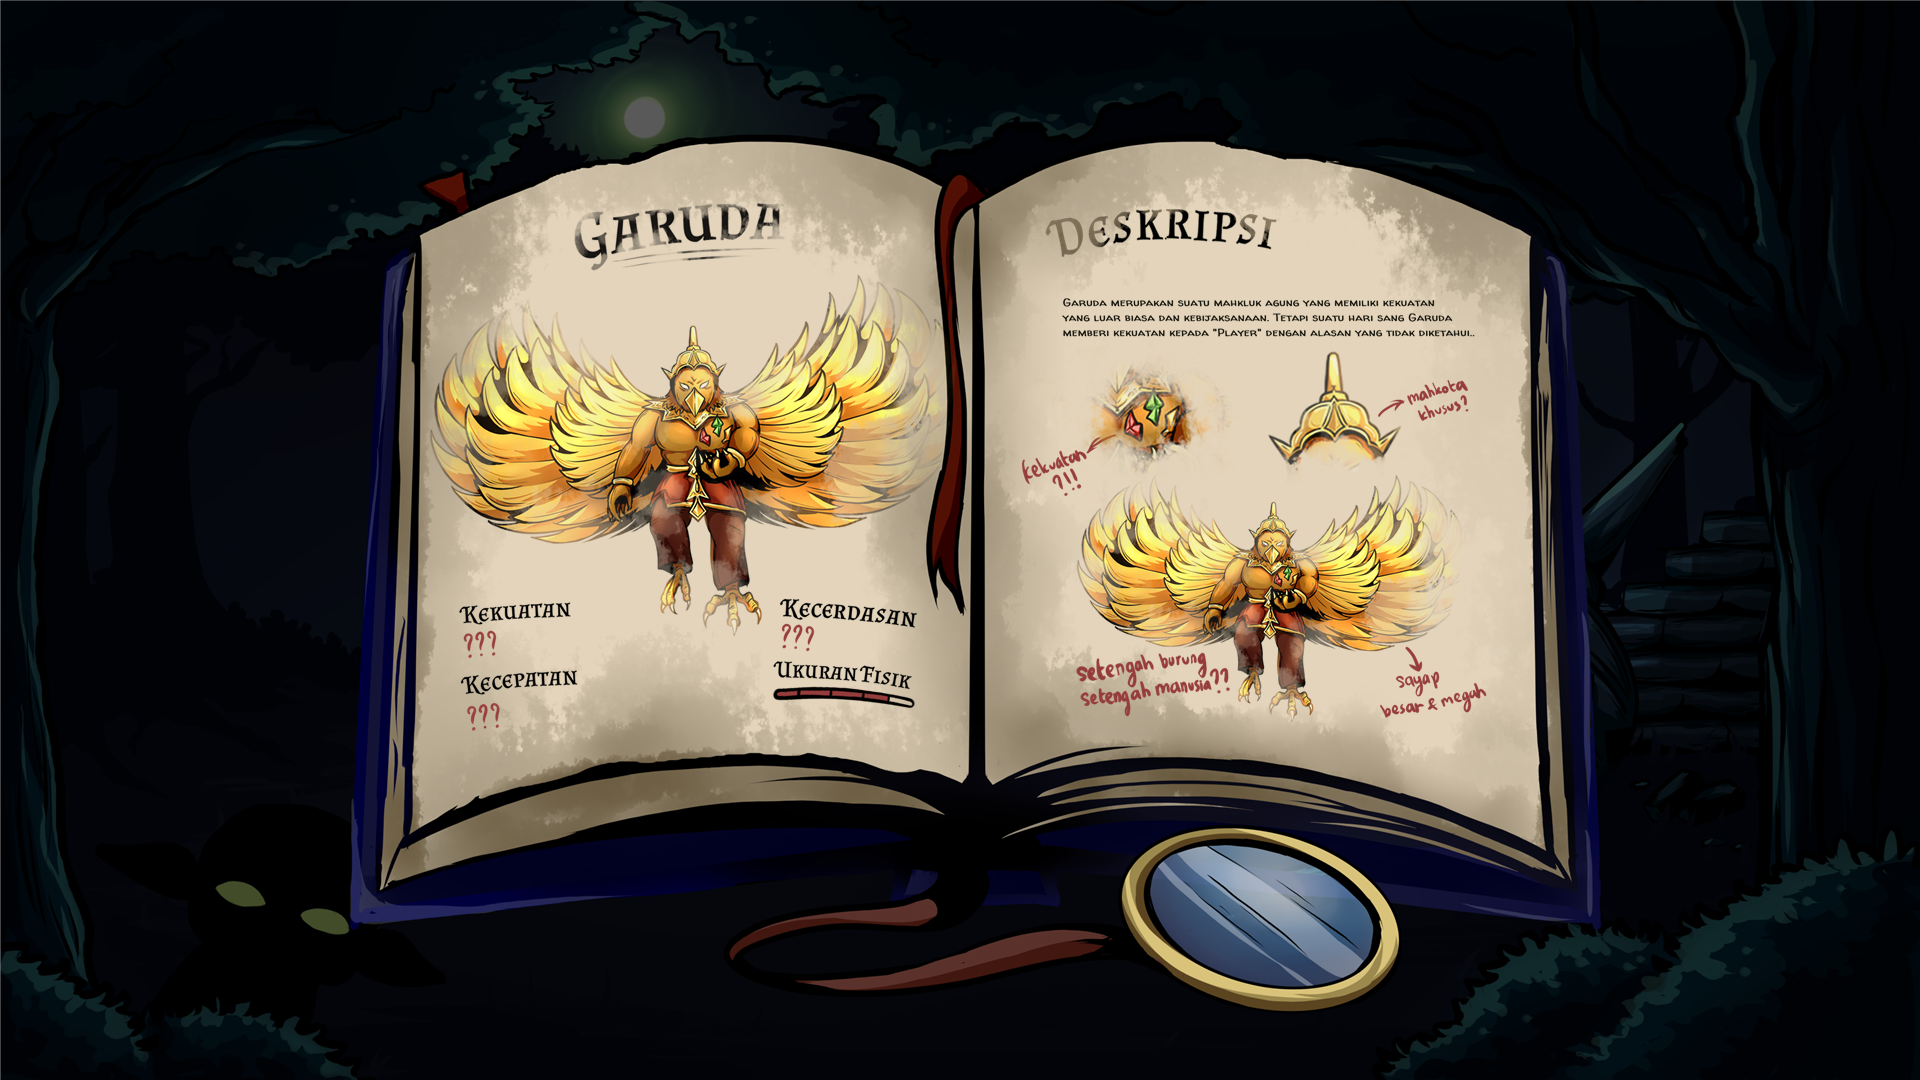 GARUDA
KEKUATAN
???
KECERDASAN
???
KECEPATAN
???
UKURAN FISIK
DESKRIPSI
GARUDA MERUPAKAN SUATU MAHKLUK AGUNG YANG MEMILIKI KEKUATAN
YANG LUAR BIASA DAN KEBIJAKSANAAN. TETAPI SUATU HARI SANG GARUDA
MEMBERI KEKUATAN KEPADA "PLAYER" DENGAN ALASAN YANG TIDAK DIKETAHUI..
kekuatan
?!!
mahkota
khusus?
setengah burung
setengah manusia??
sayap
besar & megah